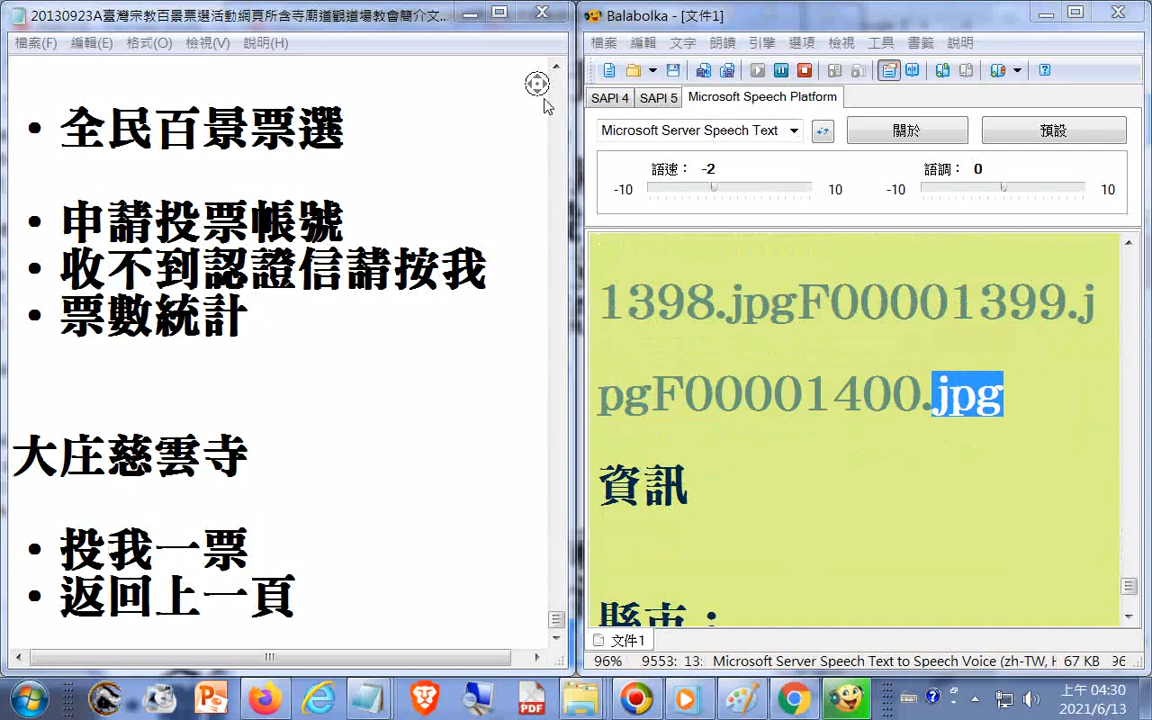 20130923A臺灣宗教百景票選活動網頁所含寺廟道觀道場教會簡介文...
檔案(F) 編輯(E) 格式(O) 檢視(V) 說明(H)
• 全民百景票選
• 申請投票帳號
• 收不到認證信請按我
• 票數統計
大庄慈雲寺
• 投我一票
• 返回上一頁
Balabolka - [文件1]
檔案 編輯 文字 朗讀 引擎 選項 檢視 工具 書籤 說明
SAPI 4 SAPI 5 Microsoft Speech Platform
Microsoft Server Speech Text 關於 預設
語速： -2 語調： 0
-10 10 -10 10
1398.jpgF00001399.j
pgF00001400.jpg
資訊
縣市：
文件1
96% 9553: 13: Microsoft Server Speech Text to Speech Voice (zh-TW, H 67 KB 96
上午 04:30
2021/6/13